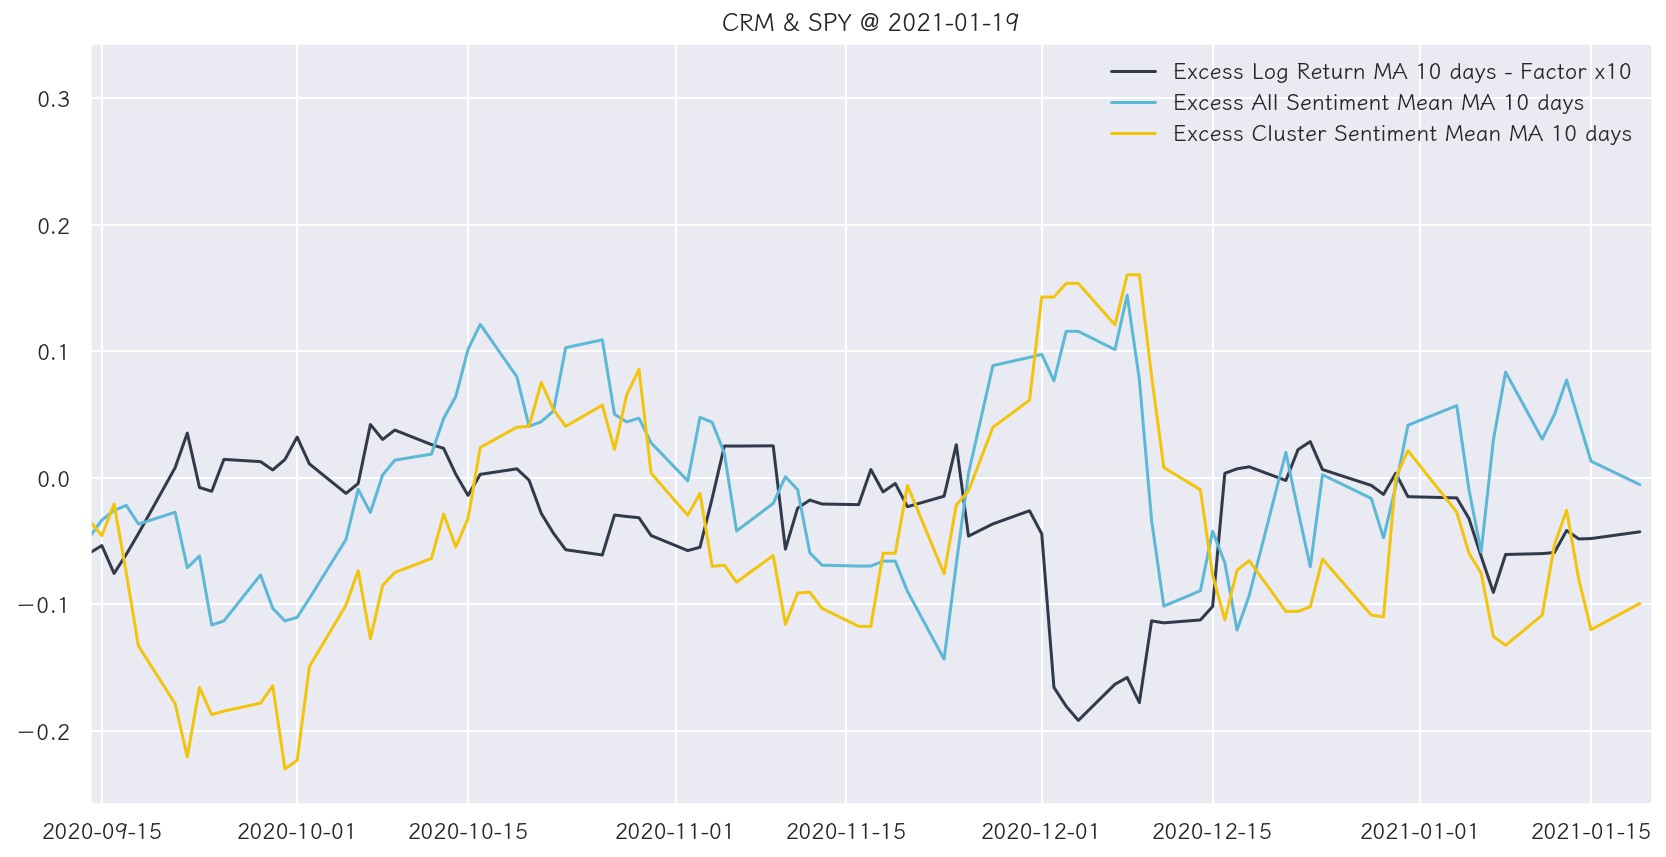 CRM & SPY @ 2021-01-19
Excess Log Return MA 10 days - Factor x10
Excess All Sentiment Mean MA 10 days
Excess Cluster Sentiment Mean MA 10 days
0.3
0.2
0.1
0.0
−0.1
−0.2
2020-09-15 2020-10-01 2020-10-15 2020-11-01 2020-11-15 2020-12-01 2020-12-15 2021-01-01 2021-01-15